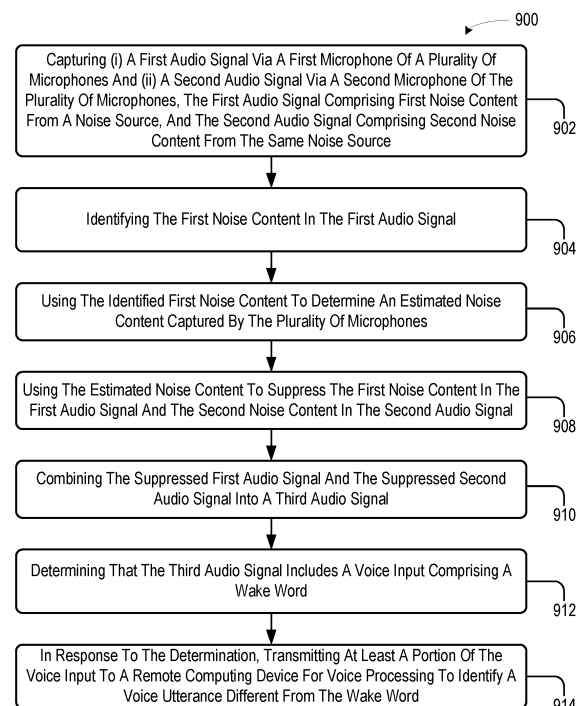 900
Capturing (i) A First Audio Signal Via A First Microphone Of A Plurality Of
Microphones And (ii) A Second Audio Signal Via A Second Microphone Of The
Plurality Of Microphones, The First Audio Signal Comprising First Noise Content
From A Noise Source, And The Second Audio Signal Comprising Second Noise
Content From The Same Noise Source
902
Identifying The First Noise Content In The First Audio Signal
904
Using The Identified First Noise Content To Determine An Estimated Noise
Content Captured By The Plurality Of Microphones
906
Using The Estimated Noise Content To Suppress The First Noise Content In The
First Audio Signal And The Second Noise Content In The Second Audio Signal
908
Combining The Suppressed First Audio Signal And The Suppressed Second
Audio Signal Into A Third Audio Signal
910
Determining That The Third Audio Signal Includes A Voice Input Comprising A
Wake Word
912
In Response To The Determination, Transmitting At Least A Portion Of The
Voice Input To A Remote Computing Device For Voice Processing To Identify A
Voice Utterance Different From The Wake Word
914